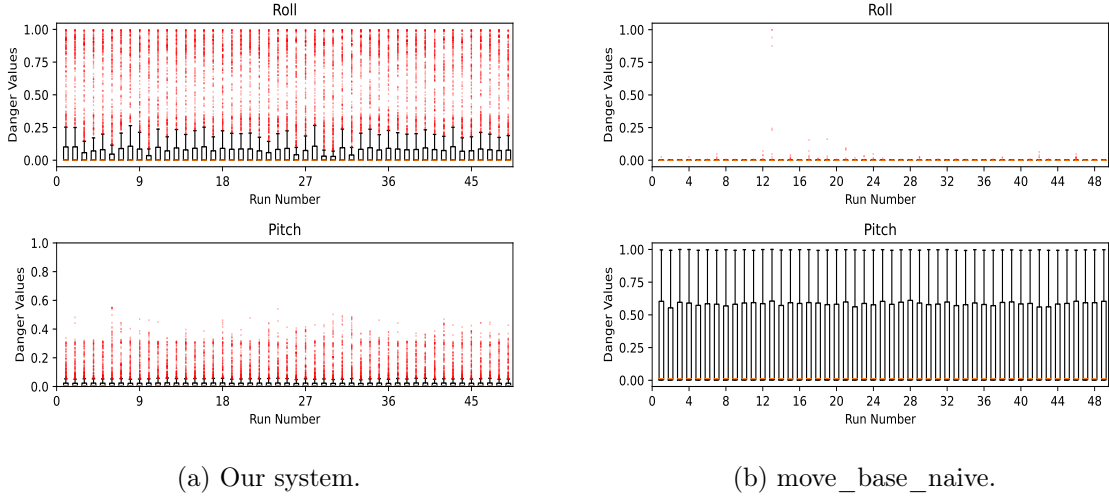 Roll
1.00
0.75
0.50
0.25
0.00
Danger Values
0 9 18 27 36 45
Run Number
Pitch
1.0
0.8
0.6
0.4
0.2
0.0
Danger Values
0 9 18 27 36 45
Run Number
(a) Our system.
Roll
1.00
0.75
0.50
0.25
0.00
Danger Values
0 4 8 12 16 20 24 28 32 36 40 44 48
Run Number
Pitch
1.00
0.75
0.50
0.25
0.00
Danger Values
0 4 8 12 16 20 24 28 32 36 40 44 48
Run Number
(b) move_base_naive.